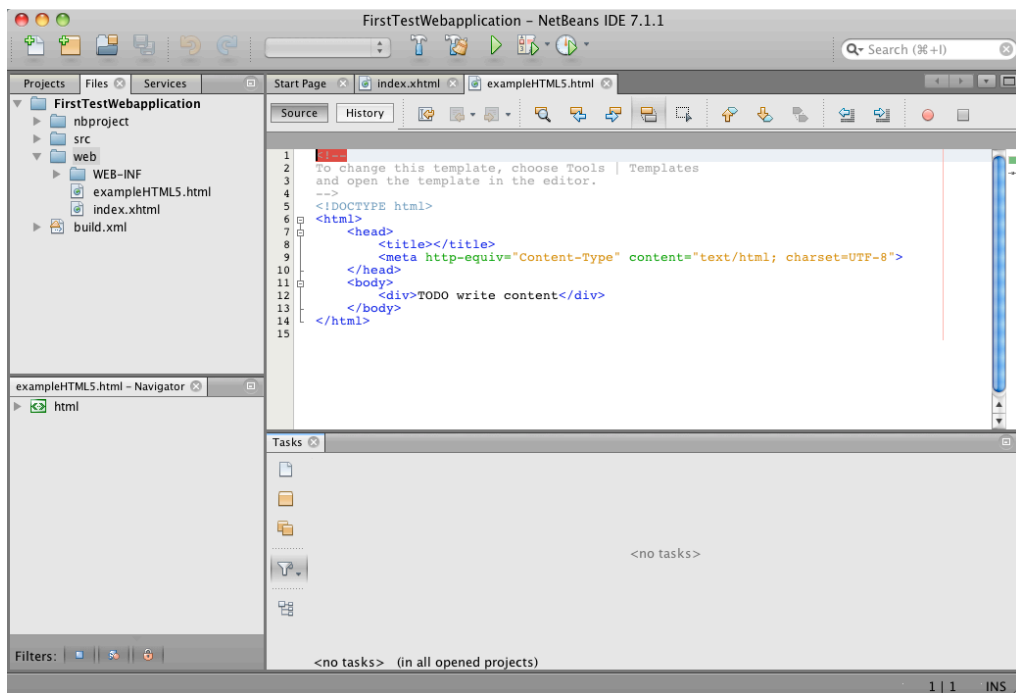 FirstTestWebapplication – NetBeans IDE 7.1.1
Search (⌘+I)
Projects Files Services
FirstTestWebapplication
nbproject
src
web
WEB-INF
exampleHTML5.html
index.xhtml
build.xml
Start Page index.xhtml exampleHTML5.html
Source History
1 <!--
2 To change this template, choose Tools | Templates
3 and open the template in the editor.
4 -->
5 <!DOCTYPE html>
6 <html>
7 <head>
8 <title></title>
9 <meta http-equiv="Content-Type" content="text/html; charset=UTF-8">
10 </head>
11 <body>
12 <div>TODO write content</div>
13 </body>
14 </html>
15
exampleHTML5.html – Navigator
html
Filters:
Tasks
<no tasks>
<no tasks> (in all opened projects)
1 | 1 INS